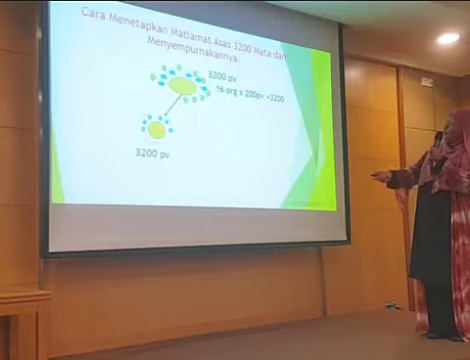 Cara Menetapkan Matlamat Asas 3200 Mata dan
Menyempurnakannya.
3200 pv
16 org x 200pv =3200
3200 pv